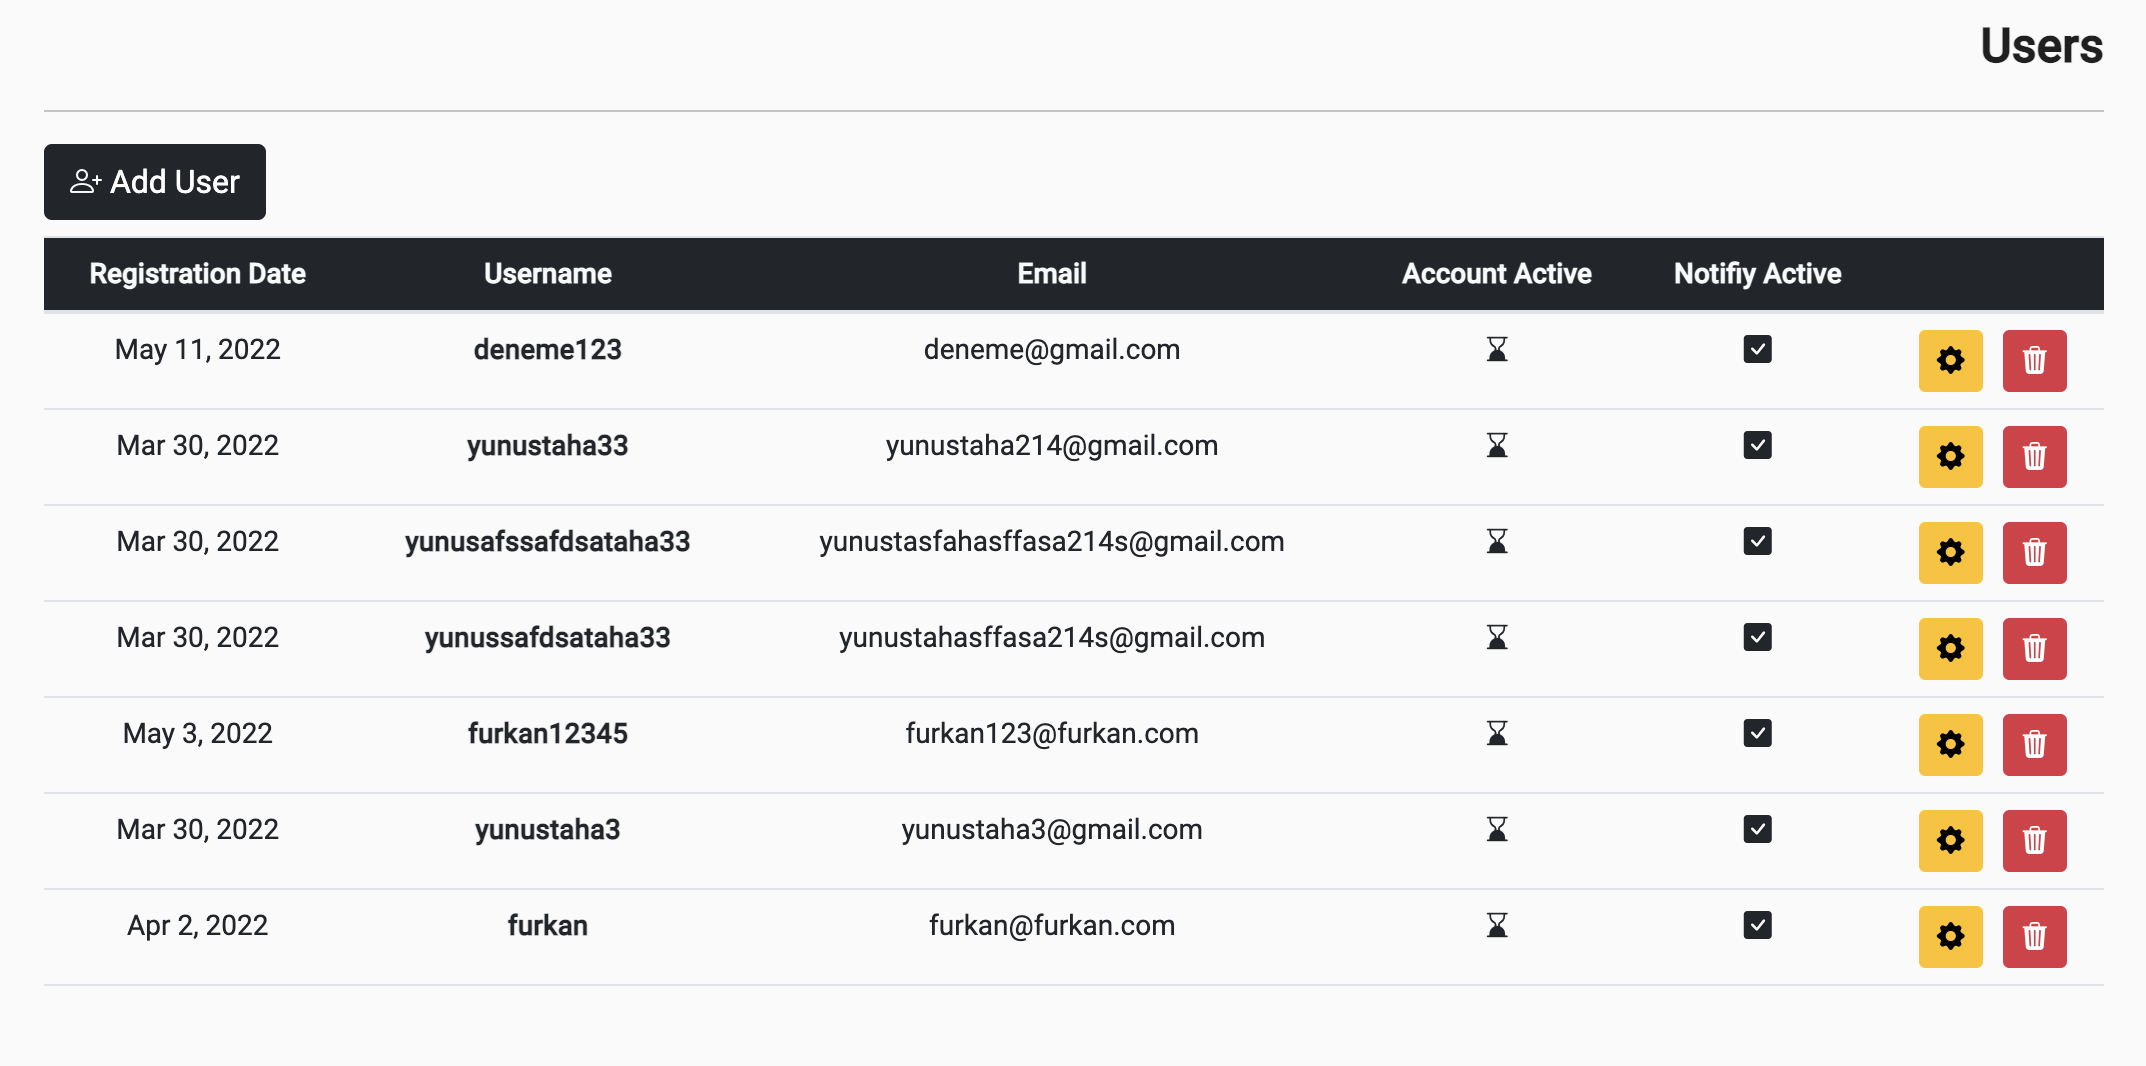 Users
Add User
Registration Date Username Email Account Active Notifiy Active
May 11, 2022 deneme123 deneme@gmail.com
Mar 30, 2022 yunustaha33 yunustaha214@gmail.com
Mar 30, 2022 yunusafssafdsataha33 yunustasfahasffasa214s@gmail.com
Mar 30, 2022 yunussafdsataha33 yunustahasffasa214s@gmail.com
May 3, 2022 furkan12345 furkan123@furkan.com
Mar 30, 2022 yunustaha3 yunustaha3@gmail.com
Apr 2, 2022 furkan furkan@furkan.com